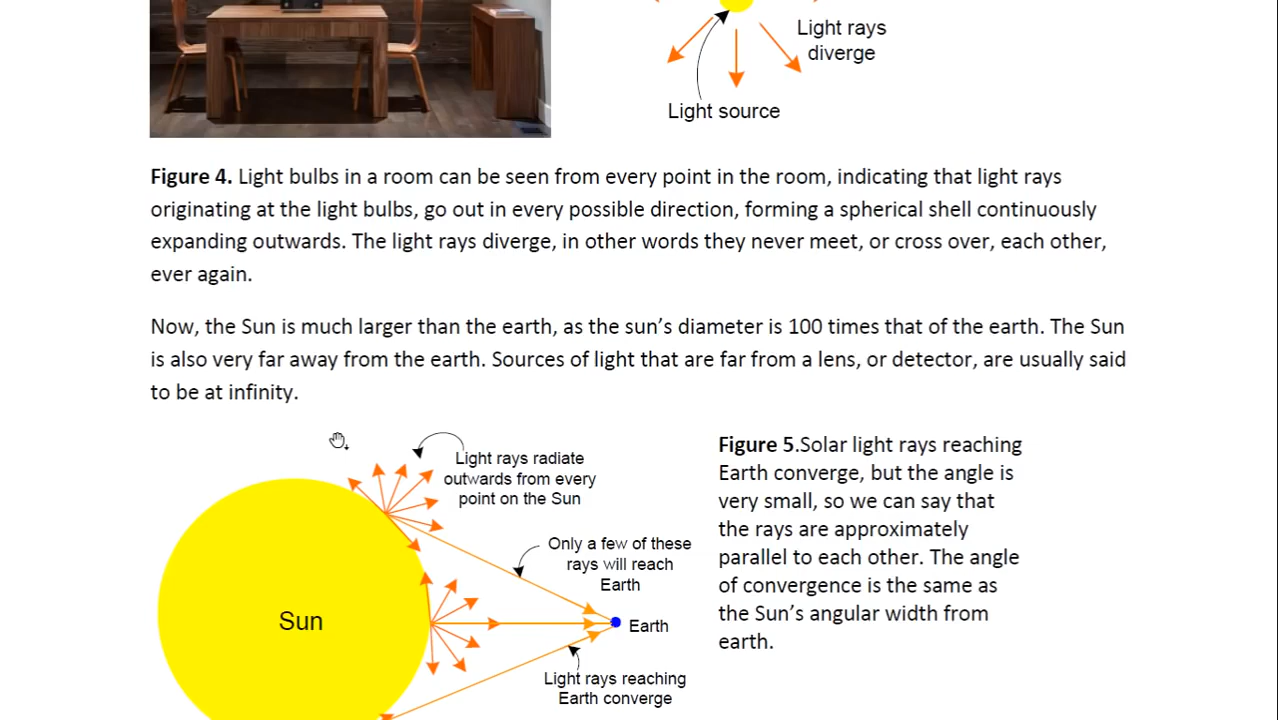 Light rays
diverge
Light source
Figure 4. Light bulbs in a room can be seen from every point in the room, indicating that light rays
originating at the light bulbs, go out in every possible direction, forming a spherical shell continuously
expanding outwards. The light rays diverge, in other words they never meet, or cross over, each other,
ever again.
Now, the Sun is much larger than the earth, as the sun’s diameter is 100 times that of the earth. The Sun
is also very far away from the earth. Sources of light that are far from a lens, or detector, are usually said
to be at infinity.
Light rays radiate
outwards from every
point on the Sun
Only a few of these
rays will reach
Earth
Sun
Earth
Light rays reaching
Earth converge
Figure 5.Solar light rays reaching
Earth converge, but the angle is
very small, so we can say that
the rays are approximately
parallel to each other. The angle
of convergence is the same as
the Sun’s angular width from
earth.